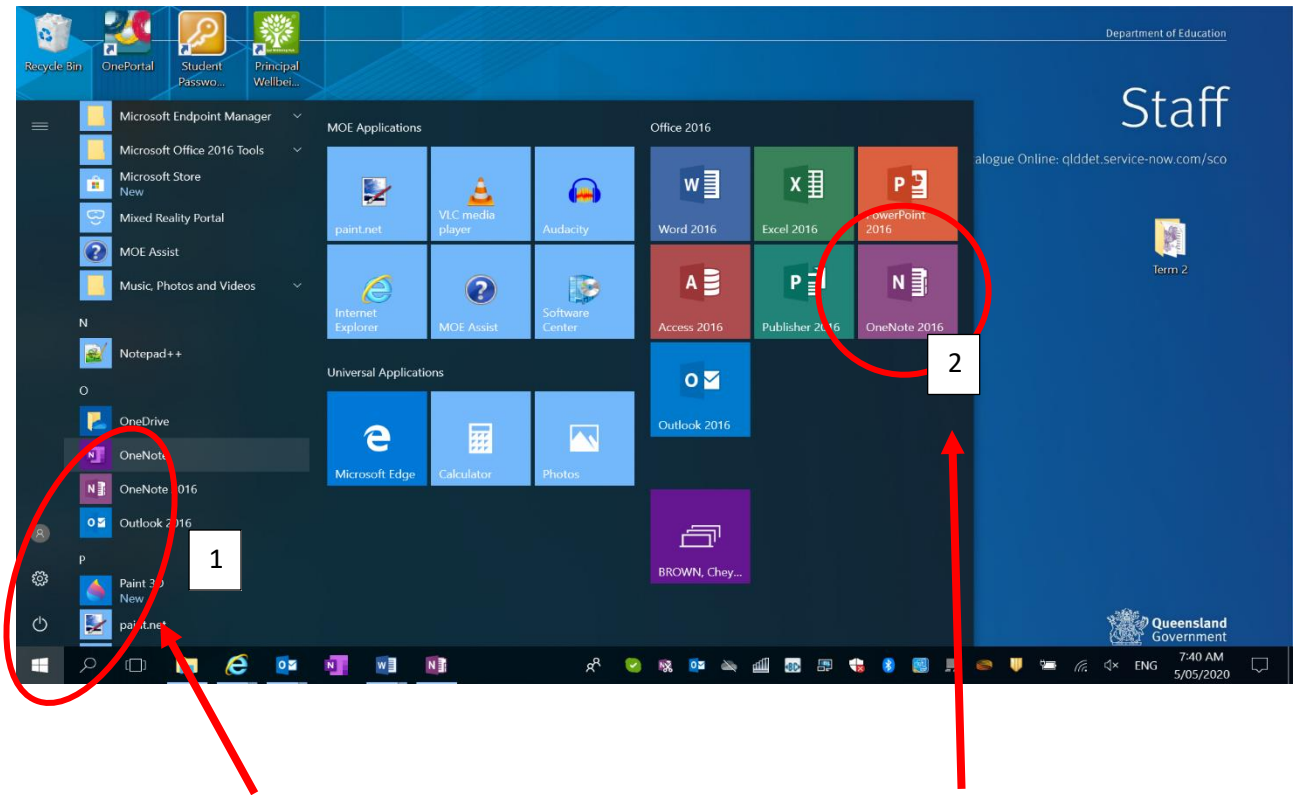 Department of Education
Staff
alogue Online: qlddet.service-now.com/sco
Recycle Bin
OnePortal
Student
Passwo...
Principal
Wellbei...
Term 2
Microsoft Endpoint Manager
Microsoft Office 2016 Tools
Microsoft Store
New
Mixed Reality Portal
MOE Assist
Music, Photos and Videos
N
Notepad++
O
OneDrive
OneNote
OneNote 2016
Outlook 2016
P
Paint 3D
New
paint.net
1
MOE Applications
paint.net
VLC media
player
Audacity
Internet
Explorer
MOE Assist
Software
Center
Universal Applications
Microsoft Edge
Calculator
Photos
Office 2016
Word 2016
Excel 2016
PowerPoint
2016
Access 2016
Publisher 2016
OneNote 2016
2
Outlook 2016
BROWN, Chey...
Queensland
Government
ENG
7:40 AM
5/05/2020